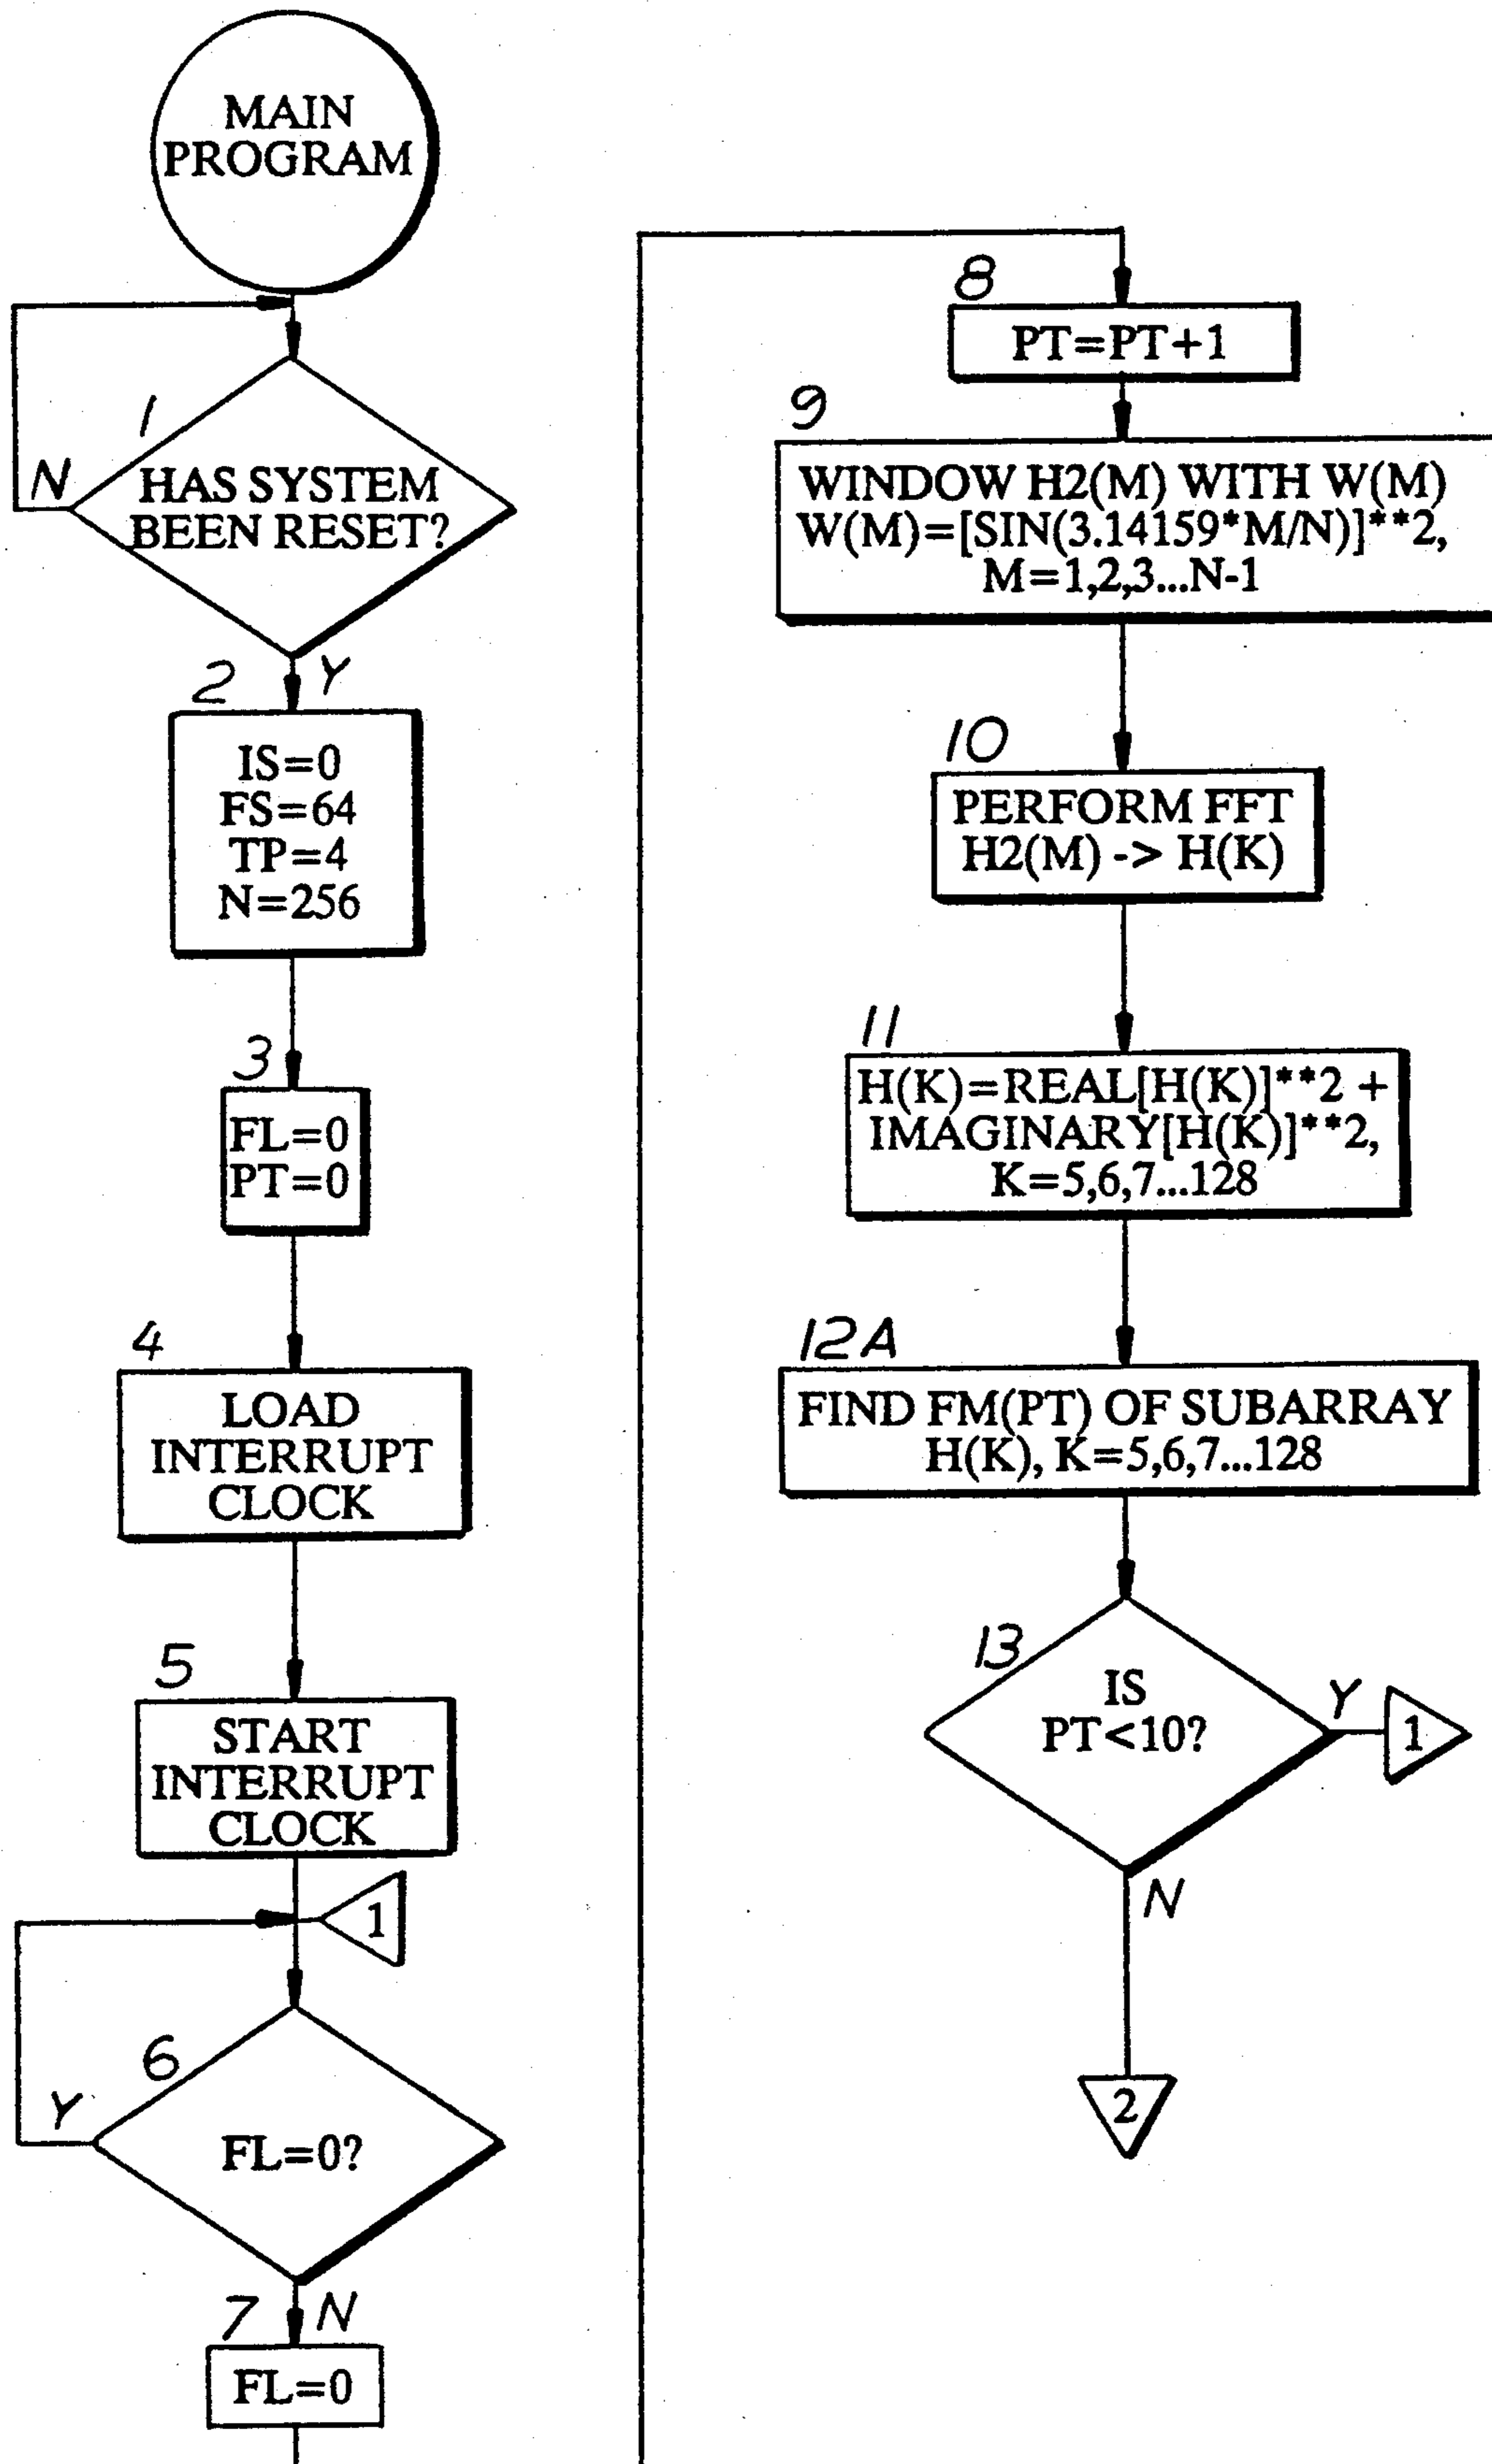 MAIN
PROGRAM
1
N
HAS SYSTEM
BEEN RESET?
Y
2
IS=0
FS=64
TP=4
N=256
3
FL=0
PT=0
4
LOAD
INTERRUPT
CLOCK
5
START
INTERRUPT
CLOCK
1
6
Y
FL=0?
N
7
FL=0
8
PT=PT+1
9
WINDOW H2(M) WITH W(M)
W(M)=[SIN(3.14159*M/N)]**2,
M=1,2,3...N-1
10
PERFORM FFT
H2(M) -> H(K)
11
H(K)=REAL[H(K)]**2 +
IMAGINARY[H(K)]**2,
K=5,6,7...128
12A
FIND FM(PT) OF SUBARRAY
H(K), K=5,6,7...128
13
IS
PT<10?
Y
1
N
2